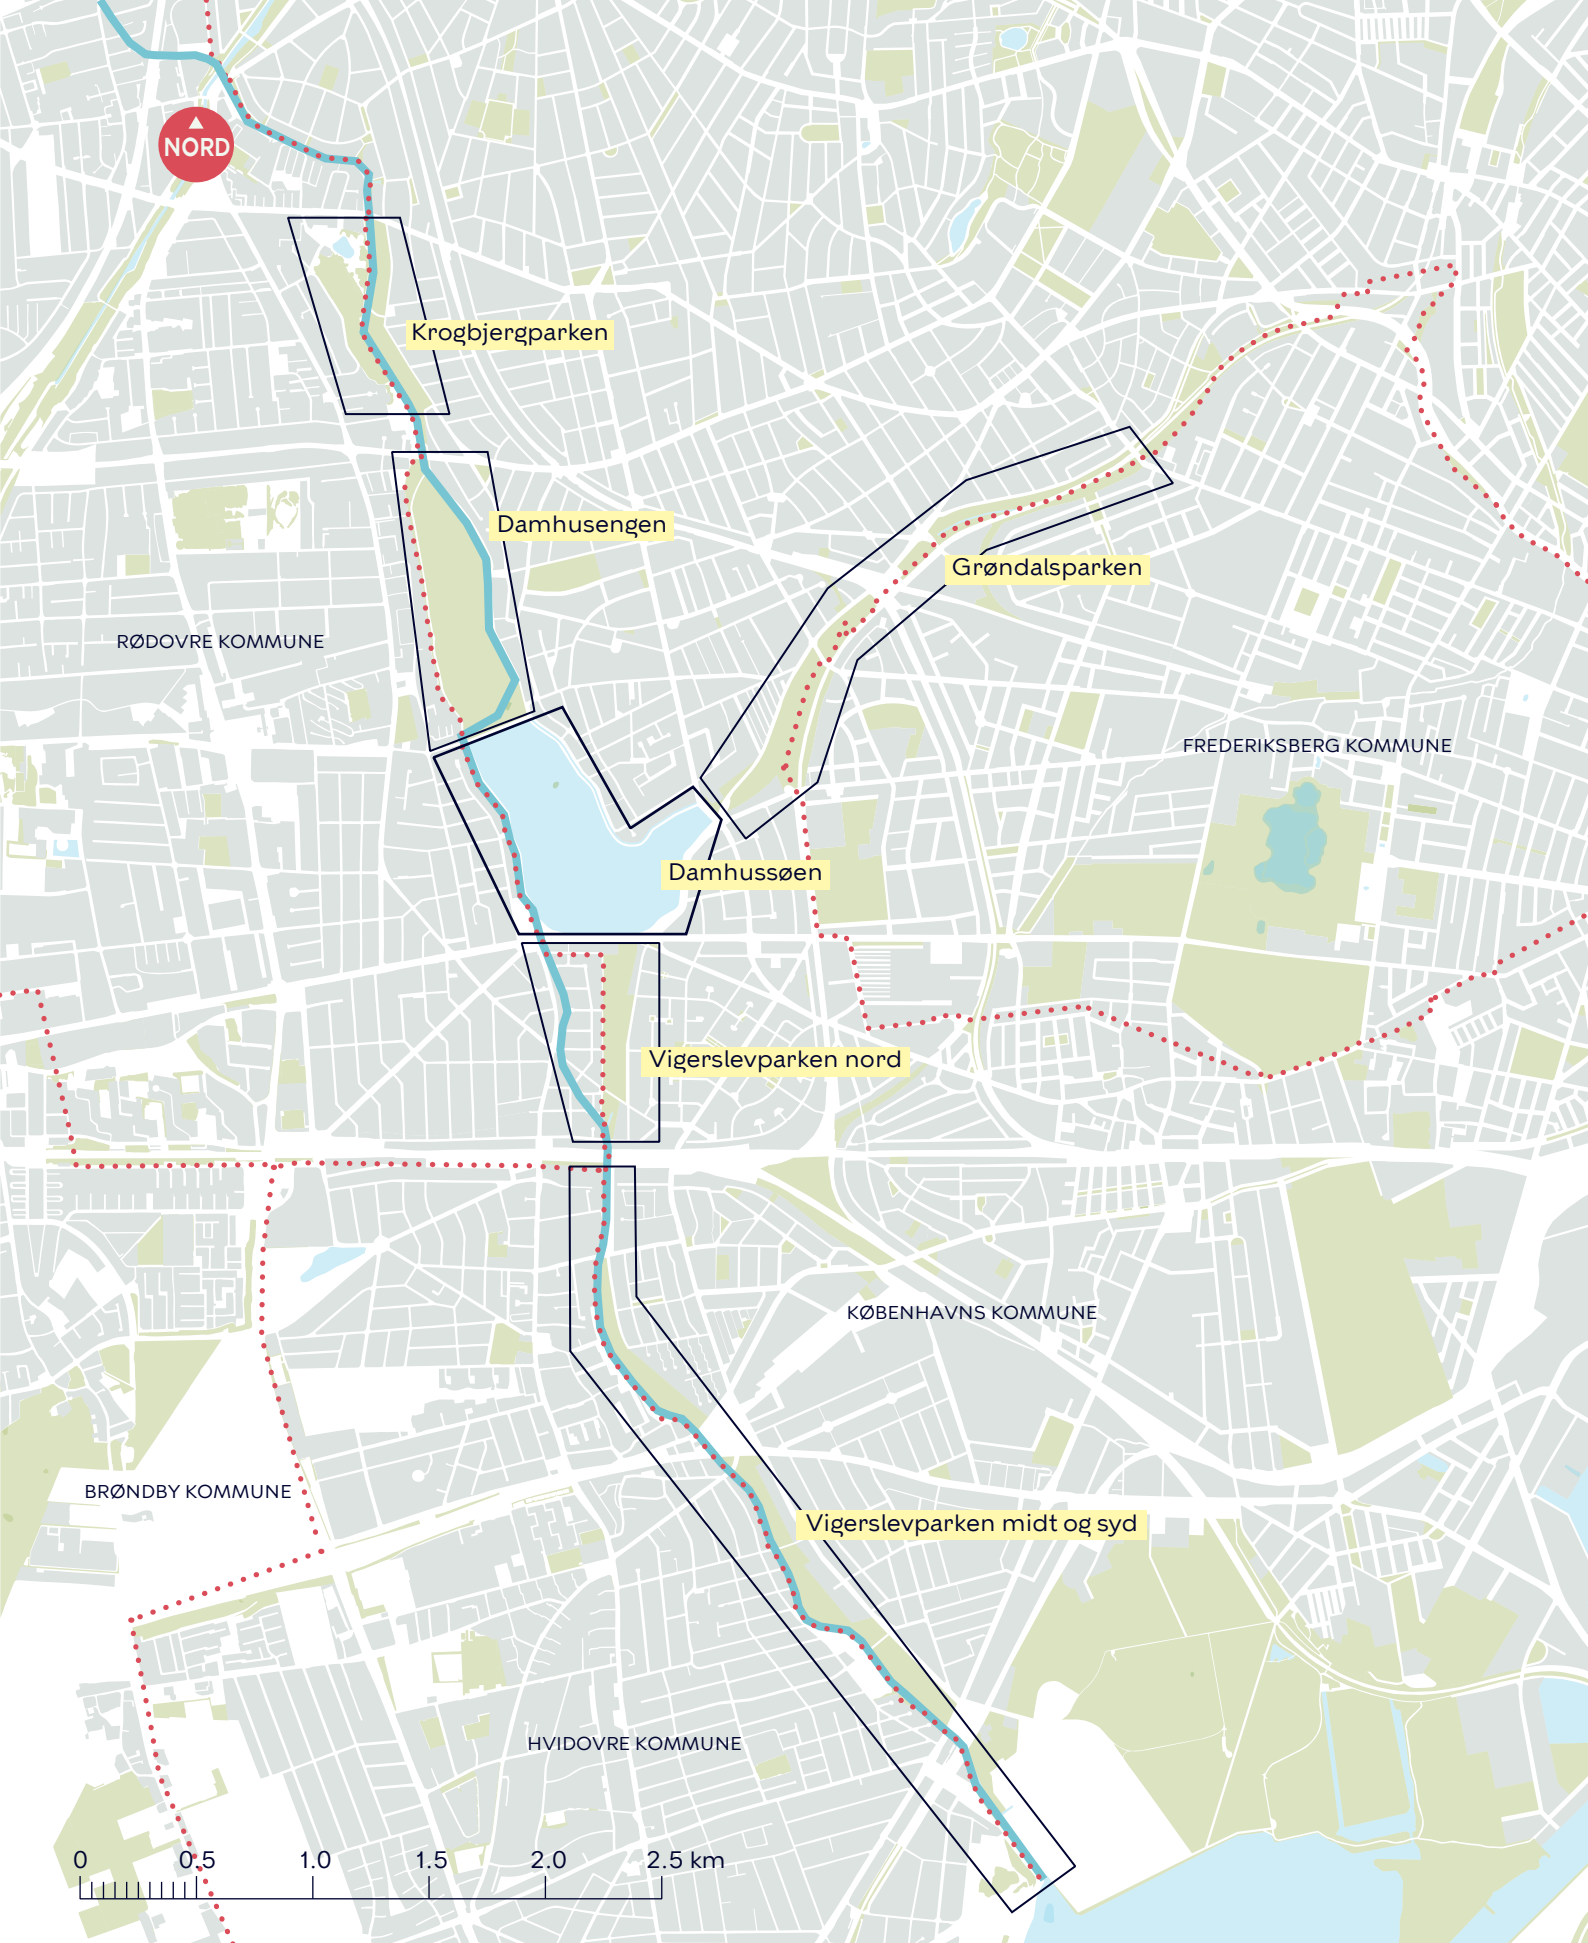 NORD
Krogbjergparken
Damhusengen
Grøndalsparken
RØDOVRE KOMMUNE
FREDERIKSBERG KOMMUNE
Damhussøen
Vigerslevparken nord
KØBENHAVNS KOMMUNE
BRØNDBY KOMMUNE
Vigerslevparken midt og syd
HVIDOVRE KOMMUNE
0 0.5 1.0 1.5 2.0 2.5 km